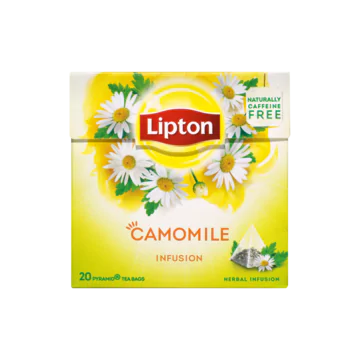 NATURALLY
CAFFEINE
FREE
Lipton
CAMOMILE
INFUSION
20 PYRAMID® TEA BAGS
HERBAL INFUSION